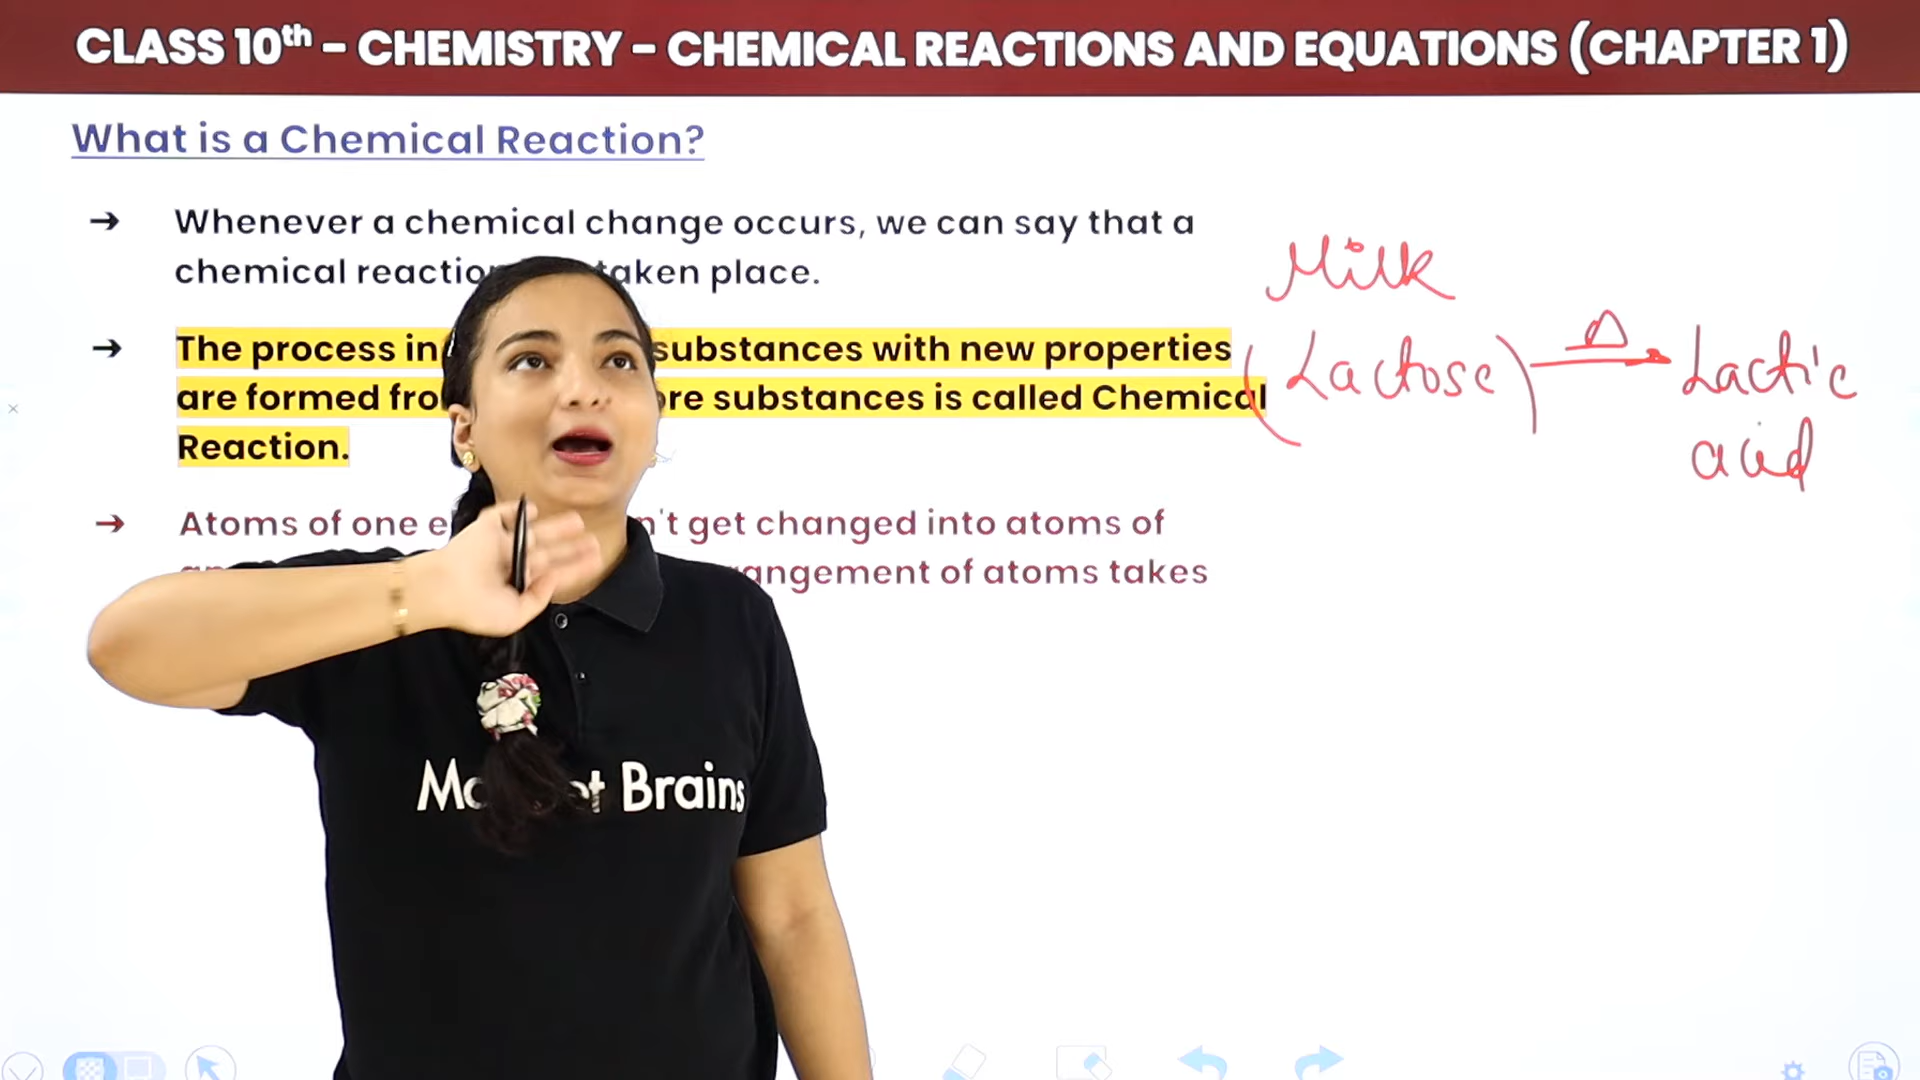 CLASS 10th – CHEMISTRY – CHEMICAL REACTIONS AND EQUATIONS (CHAPTER 1)
What is a Chemical Reaction?
➔ Whenever a chemical change occurs, we can say that a
chemical reactio taken place.
➔ The process in substances with new properties
are formed fro ore substances is called Chemical
Reaction.
➔ Atoms of one e n't get changed into atoms of
angement of atoms takes
Milk
(Lactose) Δ → Lactic
acid
Brains